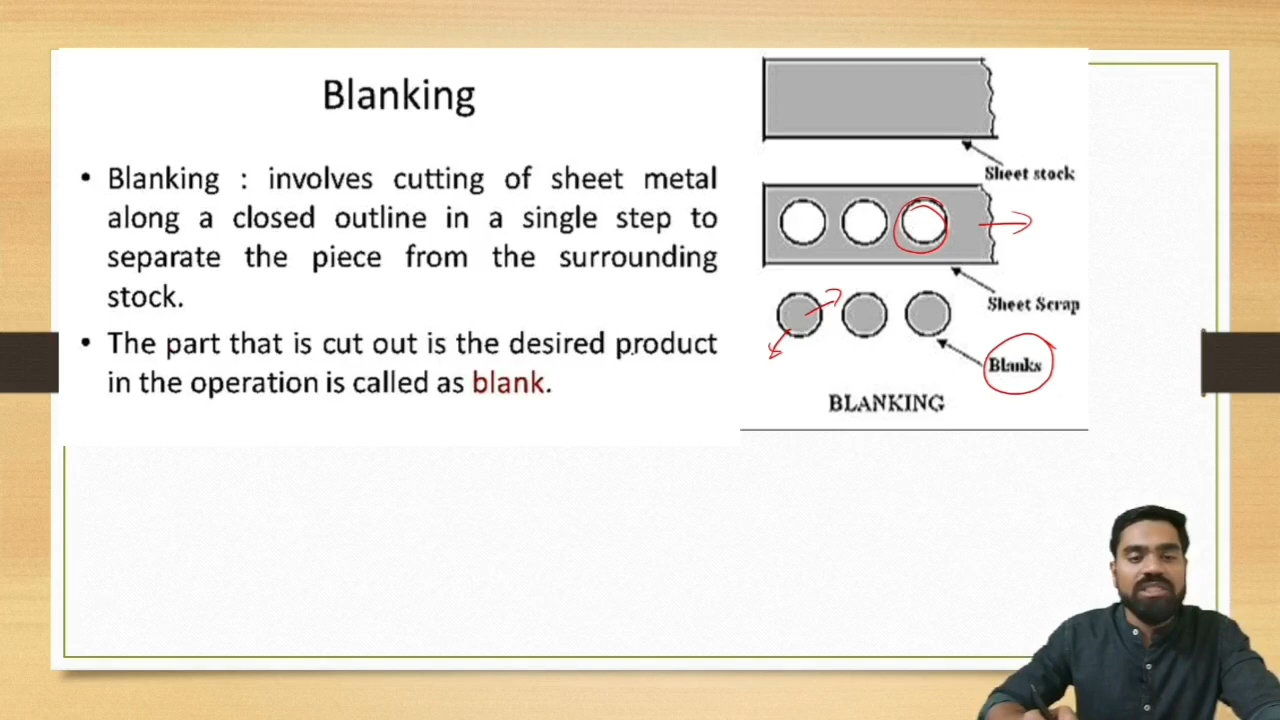 Blanking
• Blanking : involves cutting of sheet metal
along a closed outline in a single step to
separate the piece from the surrounding
stock.
• The part that is cut out is the desired product
in the operation is called as blank.
Sheet stock
Sheet Scrap
Blanks
BLANKING